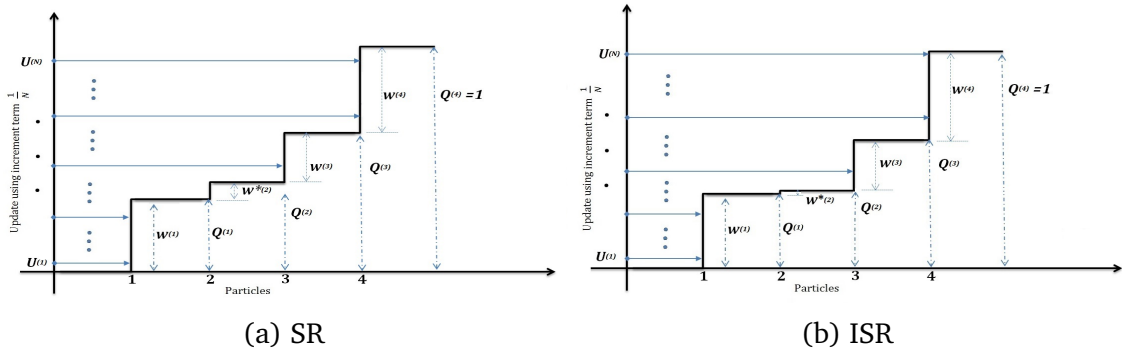 Update using increment term 1/N
U(N)
U(1)
w(1)
w*(2)
w(3)
w(4)
Q(1)
Q(2)
Q(3)
Q(4) =1
1 2 3 4
Particles
(a) SR
Update using increment term 1/N
U(N)
U(1)
w(1)
w*(2)
w(3)
w(4)
Q(1)
Q(2)
Q(3)
Q(4) =1
1 2 3 4
Particles
(b) ISR